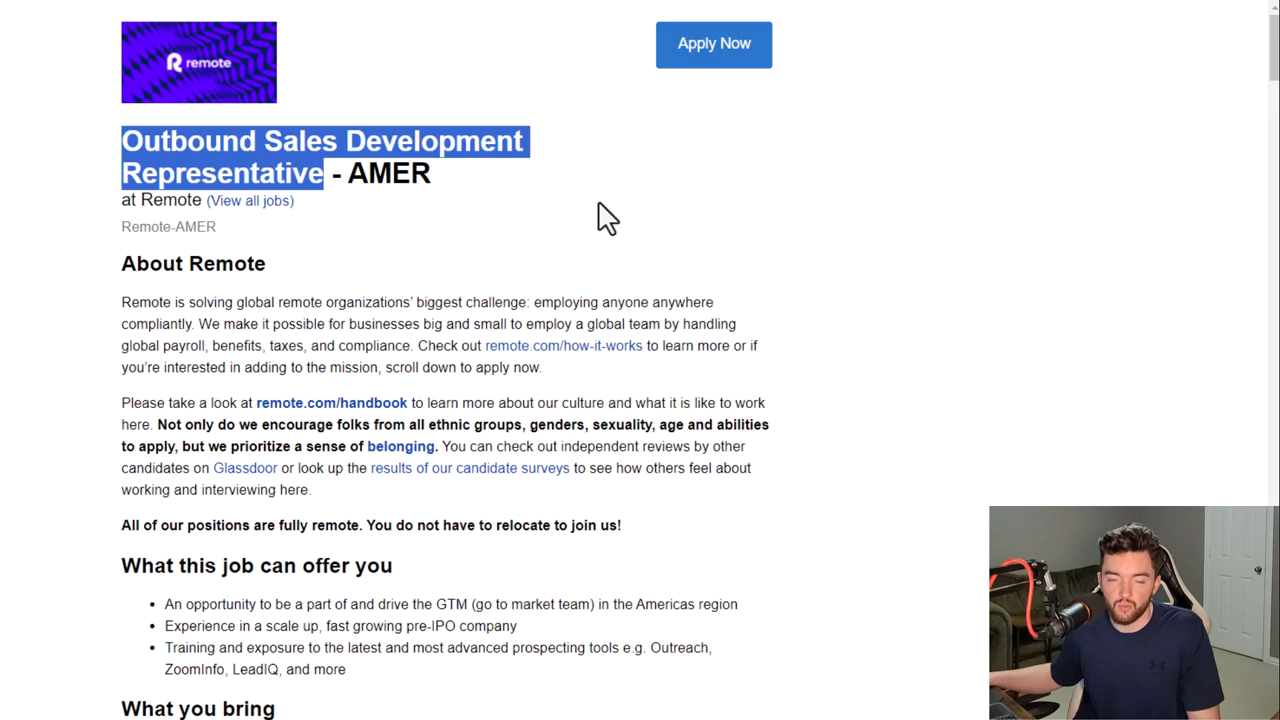 remote
Apply Now
Outbound Sales Development
Representative - AMER
at Remote (View all jobs)
Remote-AMER
About Remote
Remote is solving global remote organizations’ biggest challenge: employing anyone anywhere
compliantly. We make it possible for businesses big and small to employ a global team by handling
global payroll, benefits, taxes, and compliance. Check out remote.com/how-it-works to learn more or if
you’re interested in adding to the mission, scroll down to apply now.
Please take a look at remote.com/handbook to learn more about our culture and what it is like to work
here. Not only do we encourage folks from all ethnic groups, genders, sexuality, age and abilities
to apply, but we prioritize a sense of belonging. You can check out independent reviews by other
candidates on Glassdoor or look up the results of our candidate surveys to see how others feel about
working and interviewing here.
All of our positions are fully remote. You do not have to relocate to join us!
What this job can offer you
• An opportunity to be a part of and drive the GTM (go to market team) in the Americas region
• Experience in a scale up, fast growing pre-IPO company
• Training and exposure to the latest and most advanced prospecting tools e.g. Outreach,
ZoomInfo, LeadIQ, and more
What you bring